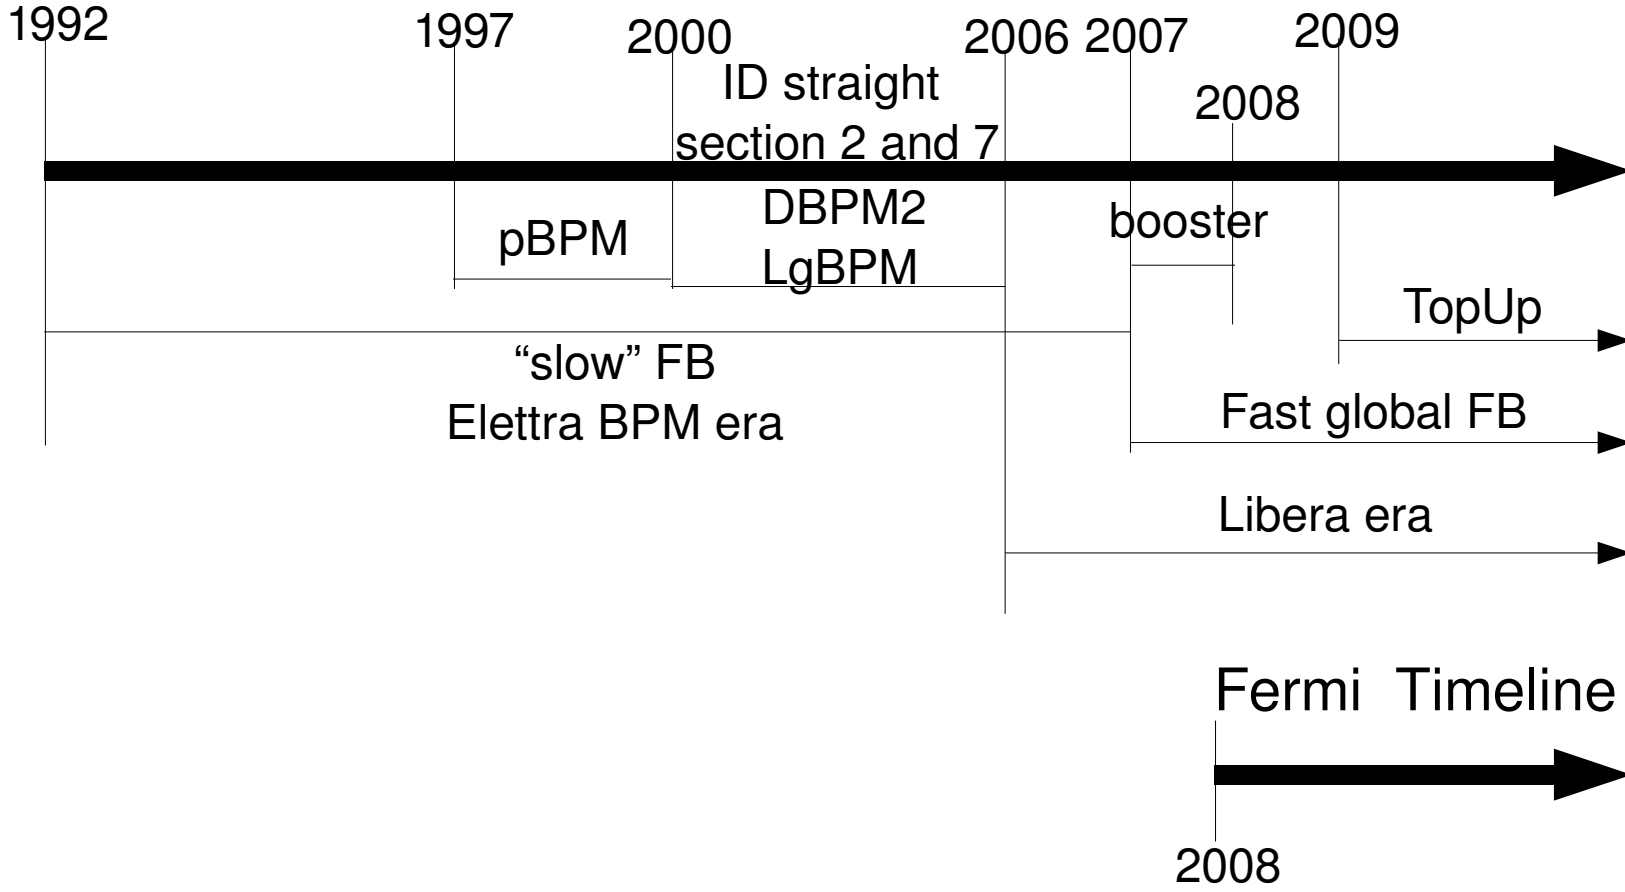 1992
1997
2000
2006
2007
2009
2008
ID straight
section 2 and 7
pBPM
DBPM2
LgBPM
booster
TopUp
“slow” FB
Elettra BPM era
Fast global FB
Libera era
Fermi Timeline
2008